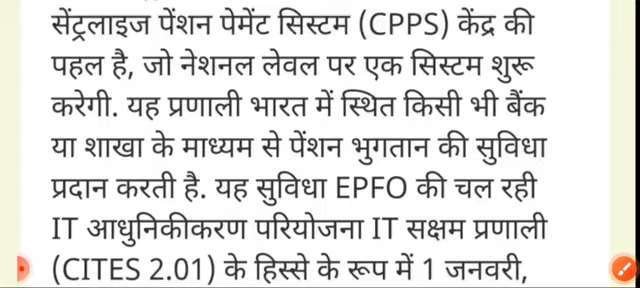 सेंट्रलाइज पेंशन पेमेंट सिस्टम (CPPS) केंद्र की
पहल है, जो नेशनल लेवल पर एक सिस्टम शुरू
करेगी. यह प्रणाली भारत में स्थित किसी भी बैंक
या शाखा के माध्यम से पेंशन भुगतान की सुविधा
प्रदान करती है. यह सुविधा EPFO की चल रही
IT आधुनिकीकरण परियोजना IT सक्षम प्रणाली
(CITES 2.01) के हिस्से के रूप में 1 जनवरी,